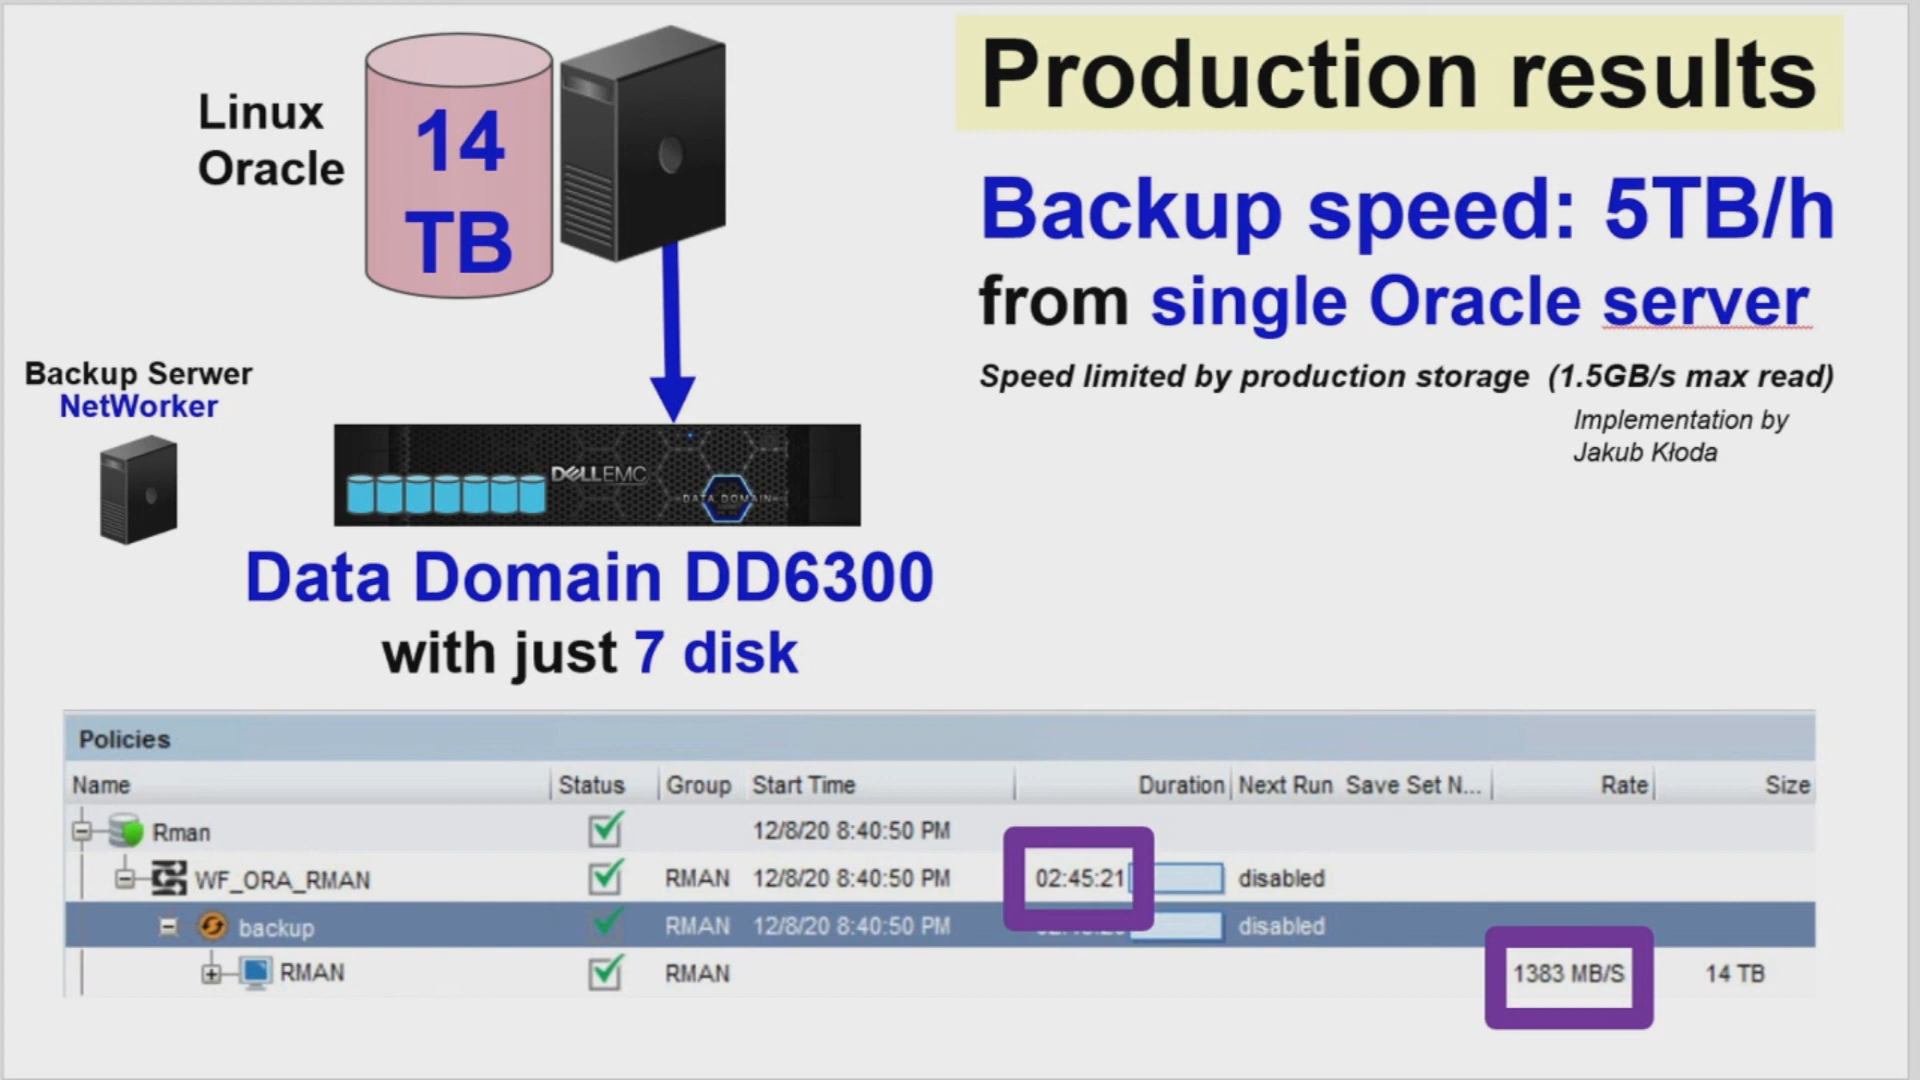 Production results
Linux
Oracle
14
TB
Backup speed: 5TB/h
from single Oracle server
Speed limited by production storage (1.5GB/s max read)
Implementation by
Jakub Kłoda
Backup Serwer
NetWorker
DELLEMC
DATA DOMAIN
Data Domain DD6300
with just 7 disk
Policies
Name Status Group Start Time Duration Next Run Save Set N... Rate Size
Rman 12/8/20 8:40:50 PM
WF_ORA_RMAN RMAN 12/8/20 8:40:50 PM 02:45:21 disabled
backup RMAN 12/8/20 8:40:50 PM disabled
RMAN RMAN 1383 MB/S 14 TB